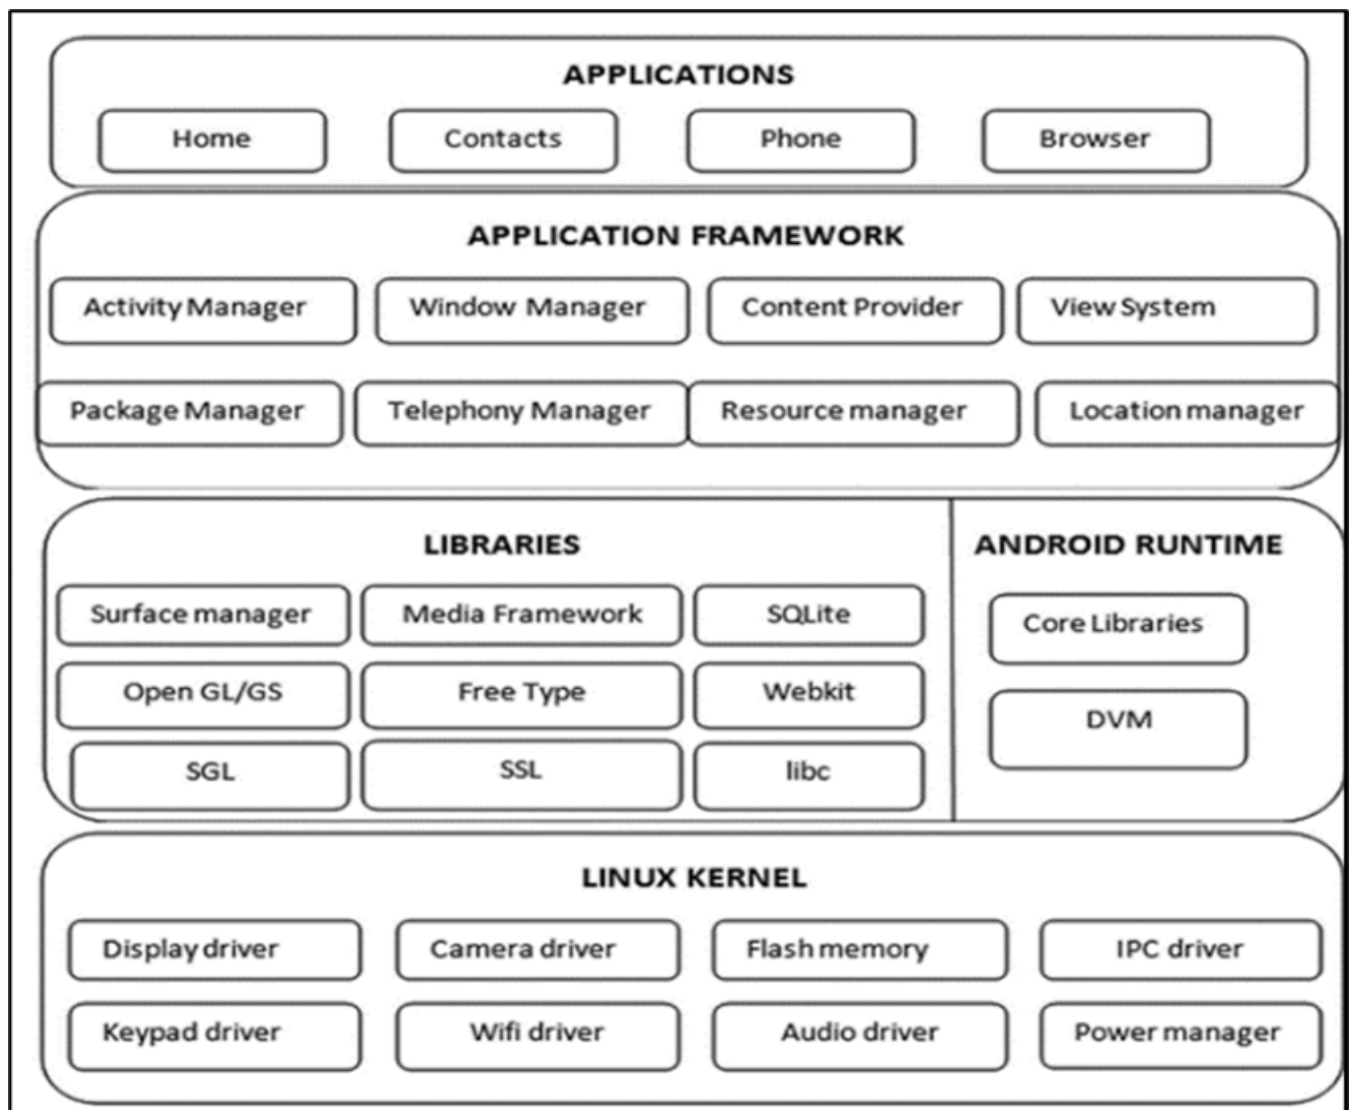 APPLICATIONS
Home Contacts Phone Browser
APPLICATION FRAMEWORK
Activity Manager Window Manager Content Provider View System
Package Manager Telephony Manager Resource manager Location manager
LIBRARIES ANDROID RUNTIME
Surface manager Media Framework SQLite Core Libraries
Open GL/GS Free Type Webkit DVM
SGL SSL libc
LINUX KERNEL
Display driver Camera driver Flash memory IPC driver
Keypad driver Wifi driver Audio driver Power manager